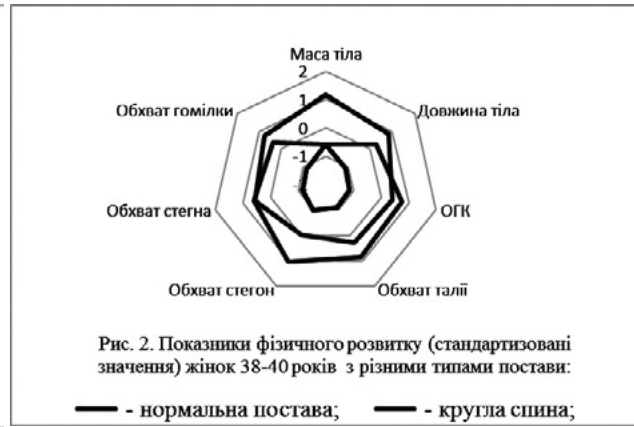 Маса тіла
2
Обхват гомілки
1
Довжина тіла
0
-1
Обхват стегна
ОГК
Обхват стегон
Обхват талії
Рис. 2. Показники фізичного розвитку (стандартизовані
значення) жінок 38-40 років з різними типами постави:
- нормальна постава; - кругла спина;